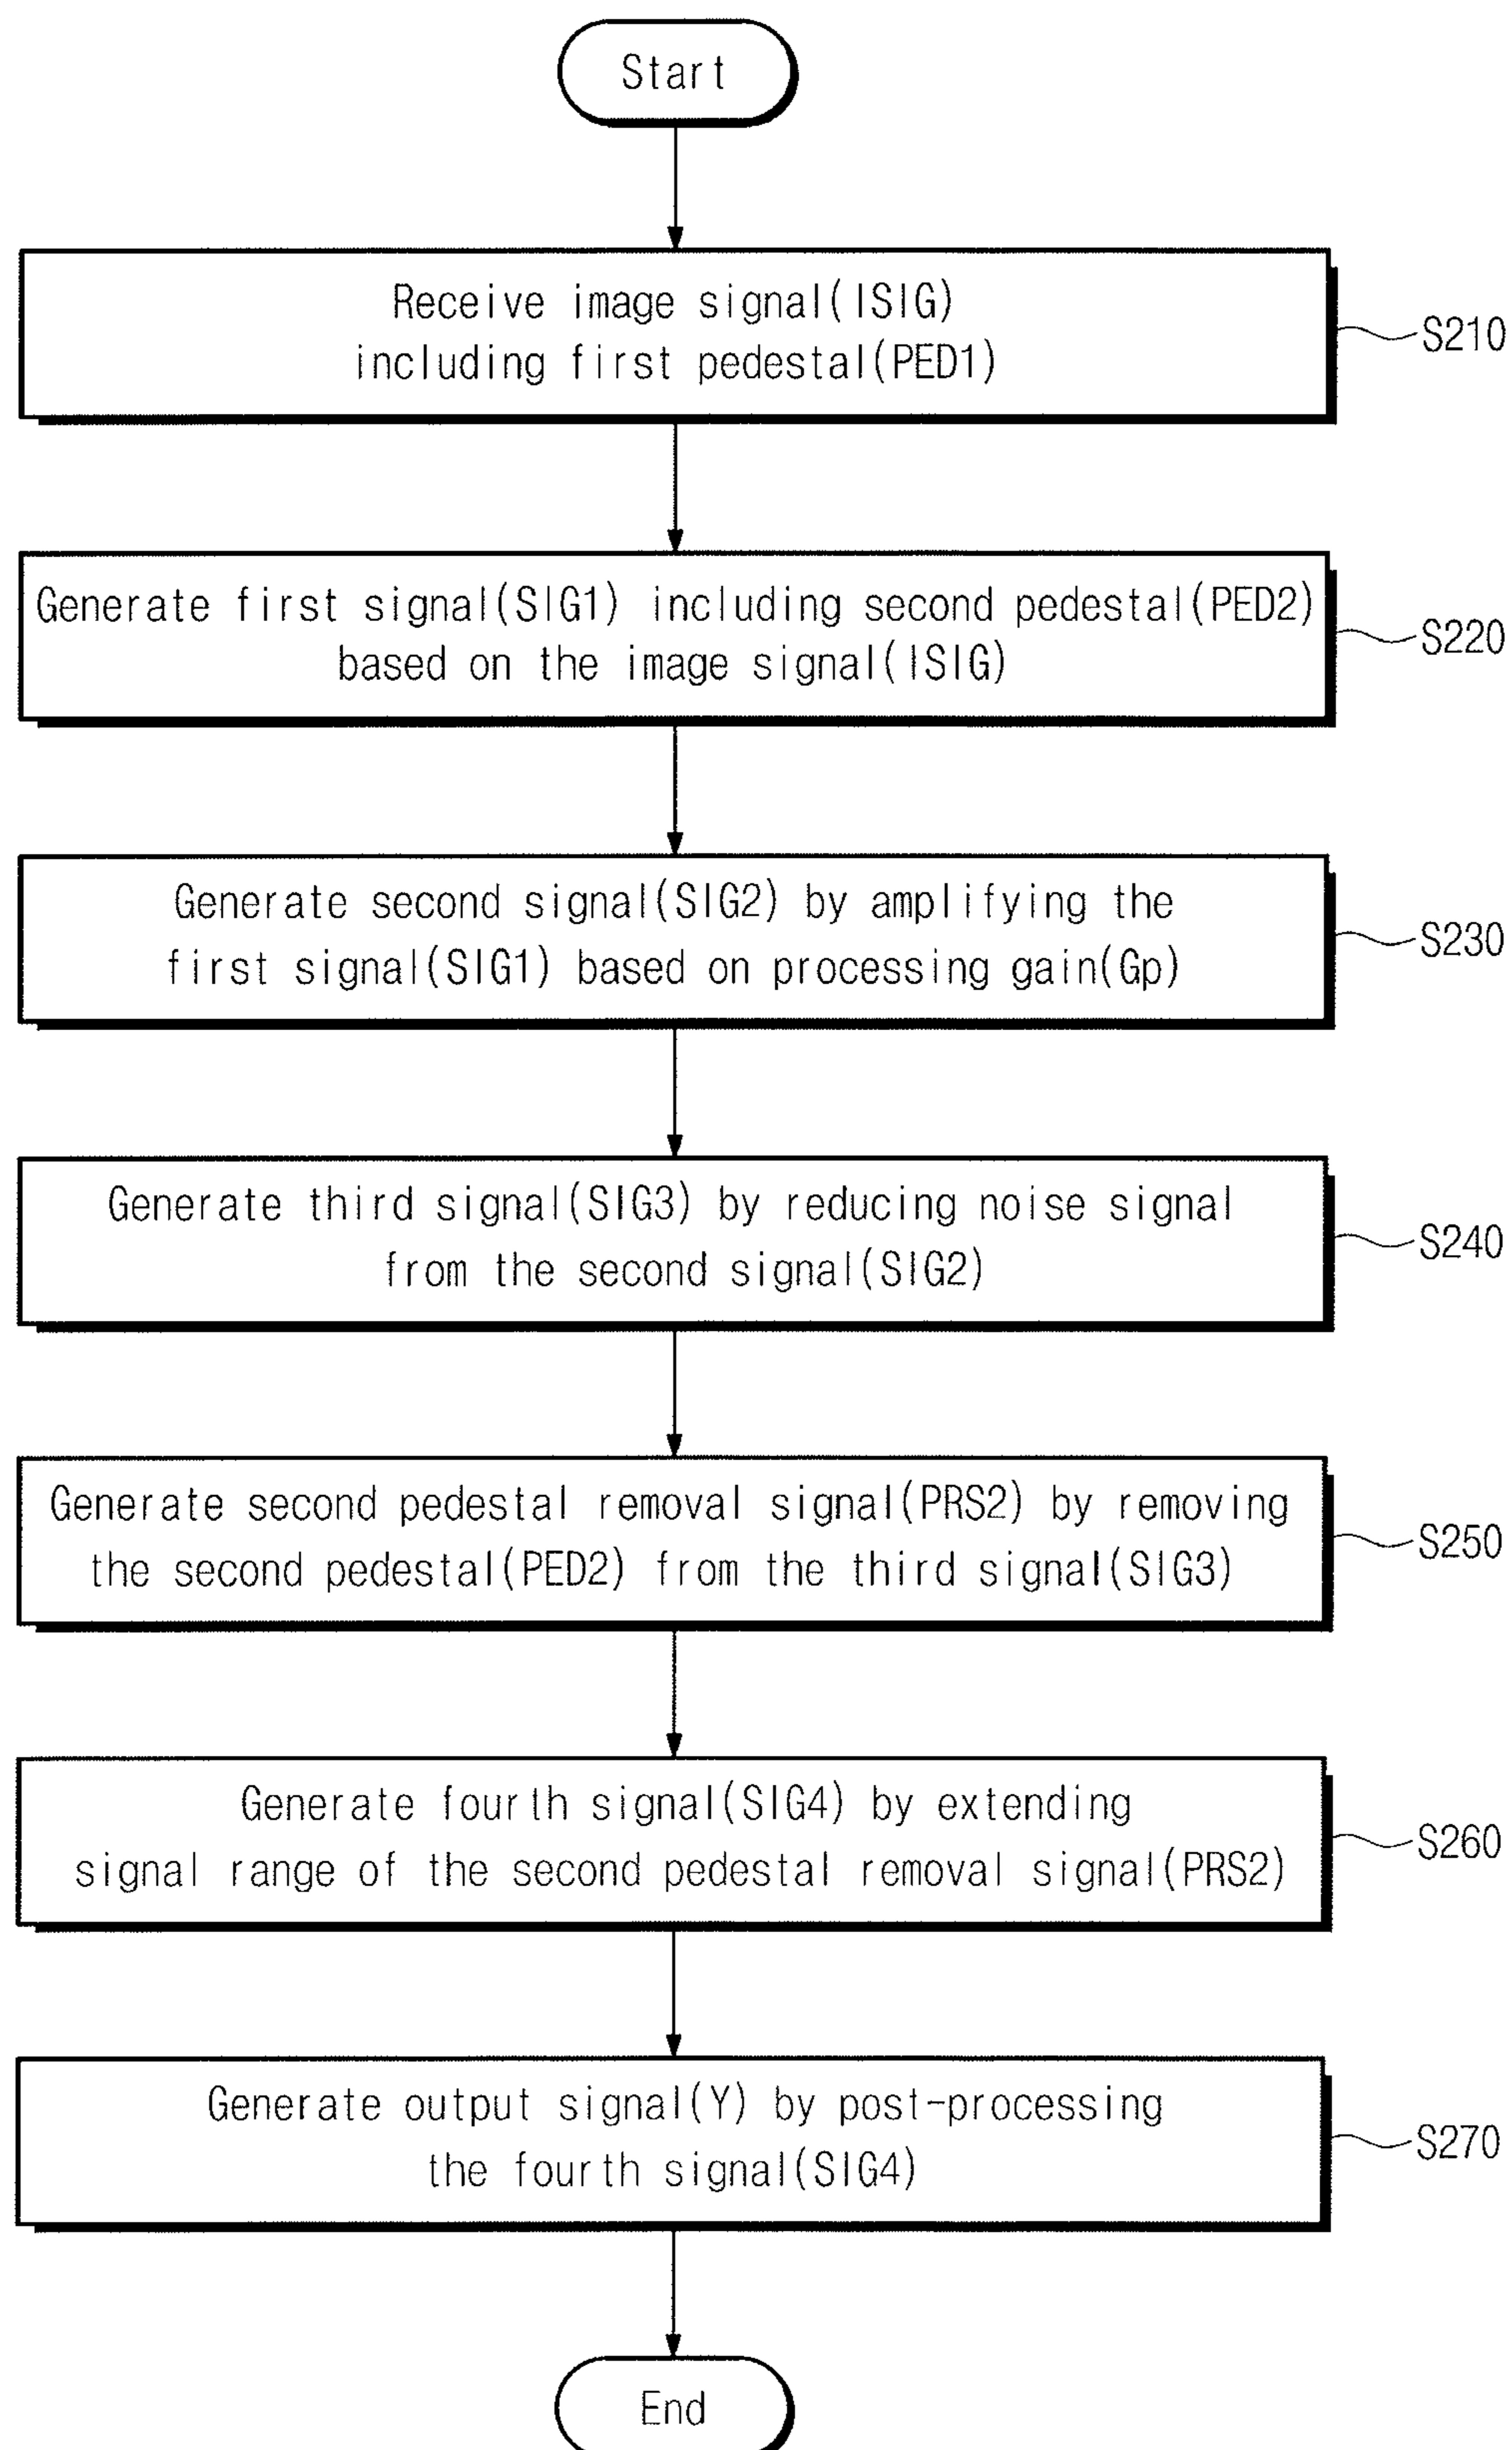 Start
Receive image signal(ISIG)
including first pedestal(PED1)
S210
Generate first signal(SIG1) including second pedestal(PED2)
based on the image signal(ISIG)
S220
Generate second signal(SIG2) by amplifying the
first signal(SIG1) based on processing gain(Gp)
S230
Generate third signal(SIG3) by reducing noise signal
from the second signal(SIG2)
S240
Generate second pedestal removal signal(PRS2) by removing
the second pedestal(PED2) from the third signal(SIG3)
S250
Generate fourth signal(SIG4) by extending
signal range of the second pedestal removal signal(PRS2)
S260
Generate output signal(Y) by post-processing
the fourth signal(SIG4)
S270
End